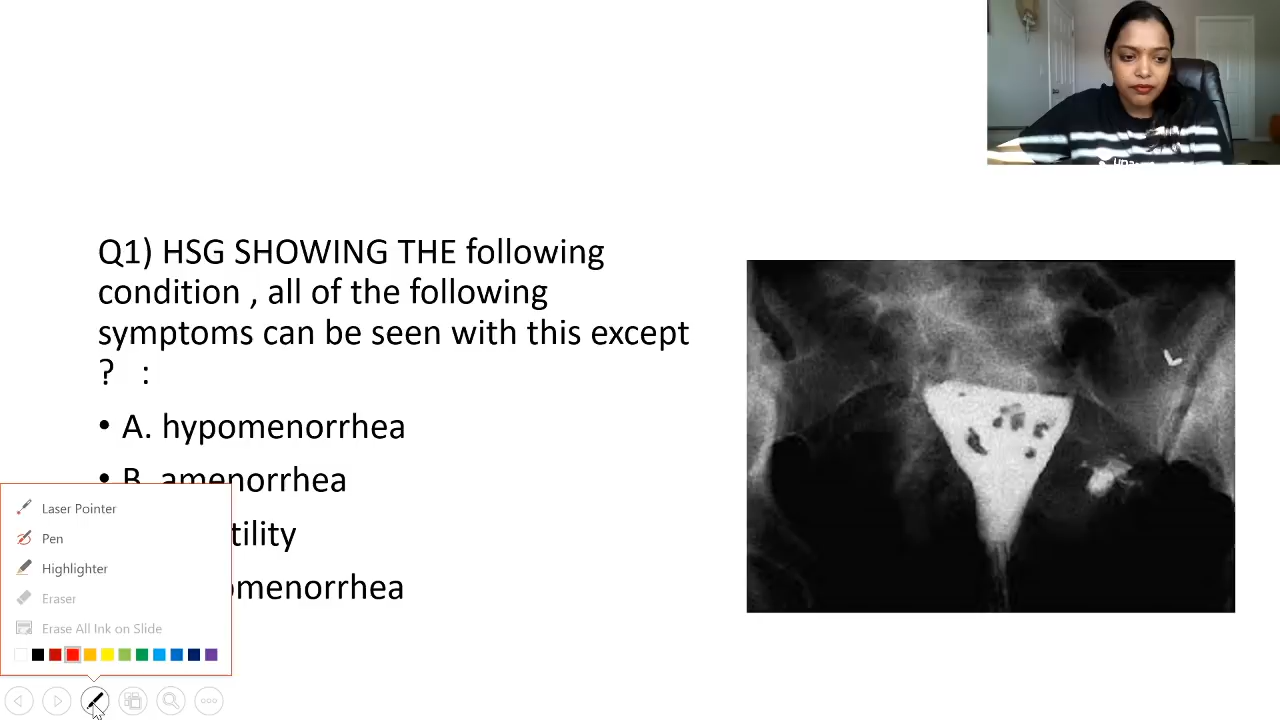 Q1) HSG SHOWING THE following
condition , all of the following
symptoms can be seen with this except
? :
• A. hypomenorrhea
• B. amenorrhea
tility
omenorrhea
Laser Pointer
Pen
Highlighter
Eraser
Erase All Ink on Slide